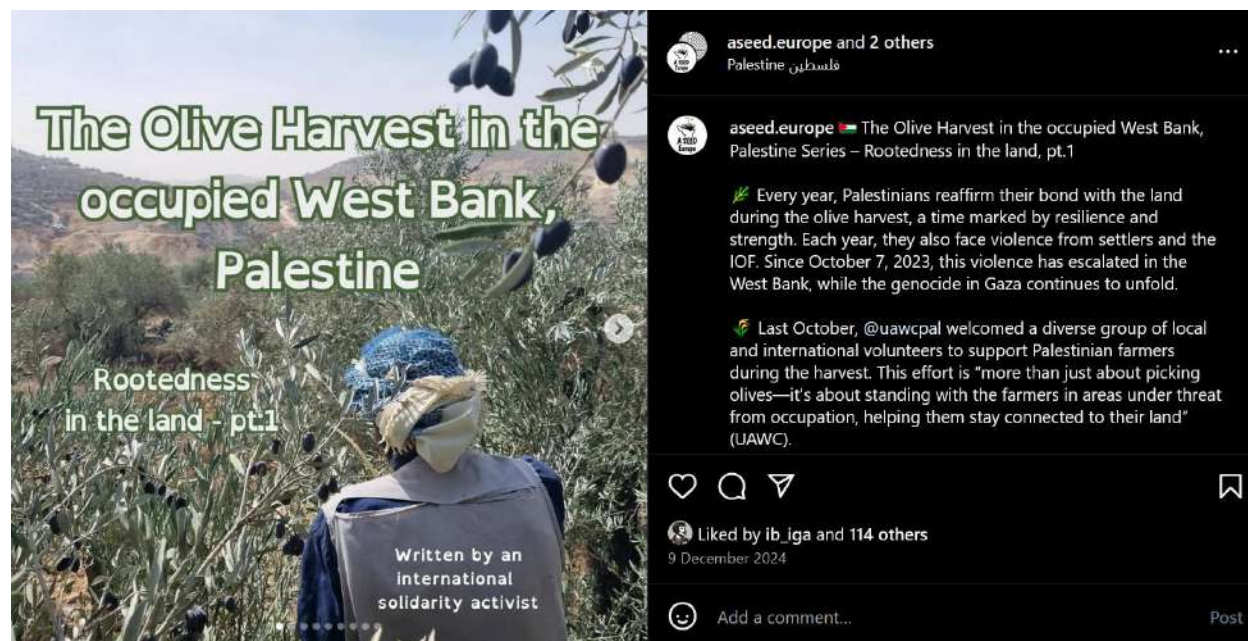 The Olive Harvest in the
occupied West Bank,
Palestine
Rootedness
in the land - pt.1
Written by an
international
solidarity activist
aseed.europe and 2 others
Palestine فلسطين
A SEED
Europe
aseed.europe 🇵🇸 The Olive Harvest in the occupied West Bank,
Palestine Series – Rootedness in the land, pt.1
🌿 Every year, Palestinians reaffirm their bond with the land
during the olive harvest, a time marked by resilience and
strength. Each year, they also face violence from settlers and the
IOF. Since October 7, 2023, this violence has escalated in the
West Bank, while the genocide in Gaza continues to unfold.
🌾 Last October, @uawcpal welcomed a diverse group of local
and international volunteers to support Palestinian farmers
during the harvest. This effort is "more than just about picking
olives—it's about standing with the farmers in areas under threat
from occupation, helping them stay connected to their land"
(UAWC).
Liked by ib_iga and 114 others
9 December 2024
Add a comment...
Post